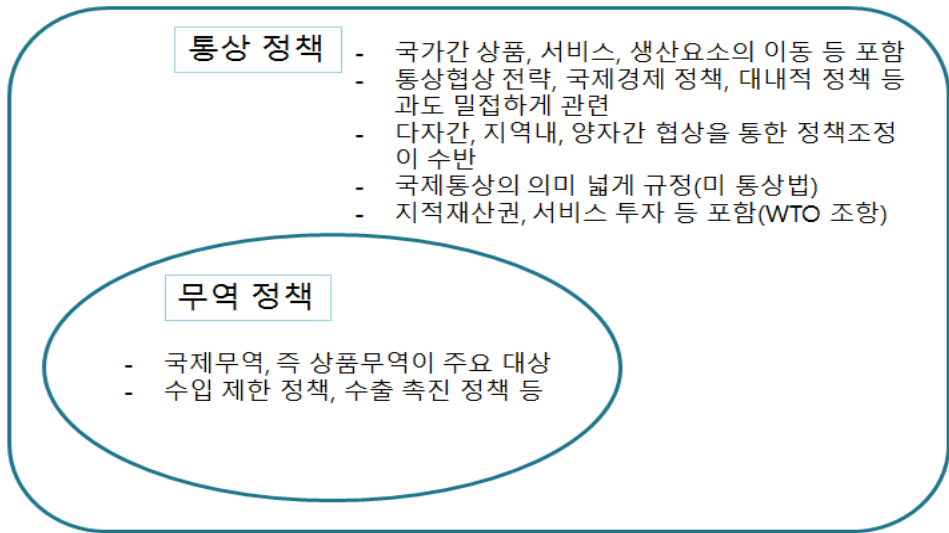 통상 정책
- 국가간 상품, 서비스, 생산요소의 이동 등 포함
- 통상협상 전략, 국제경제 정책, 대내적 정책 등
과도 밀접하게 관련
- 다자간, 지역내, 양자간 협상을 통한 정책조정
이 수반
- 국제통상의 의미 넓게 규정(미 통상법)
- 지적재산권, 서비스 투자 등 포함(WTO 조항)
무역 정책
- 국제무역, 즉 상품무역이 주요 대상
- 수입 제한 정책, 수출 촉진 정책 등